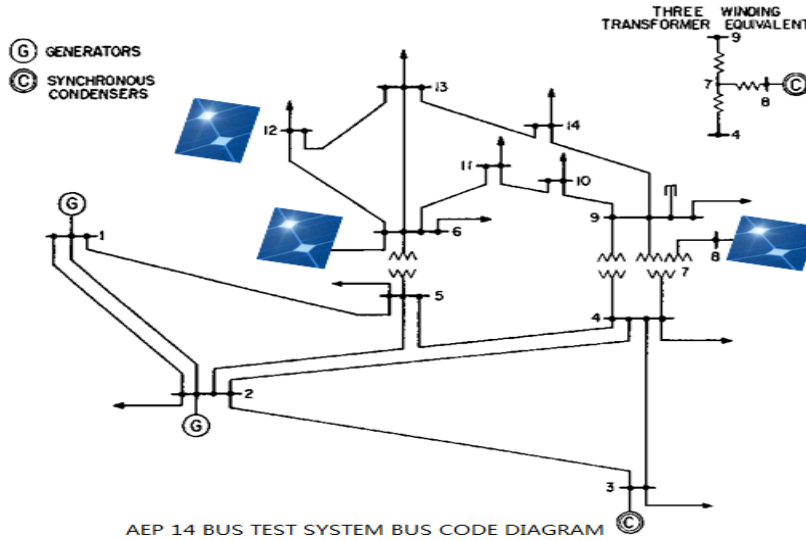 THREE WINDING
TRANSFORMER EQUIVALENT
G GENERATORS
C SYNCHRONOUS
CONDENSERS
9
7
C
8
4
13
12
14
11
10
G
1
6
9
8
7
5
4
2
G
3
C
AEP 14 BUS TEST SYSTEM BUS CODE DIAGRAM